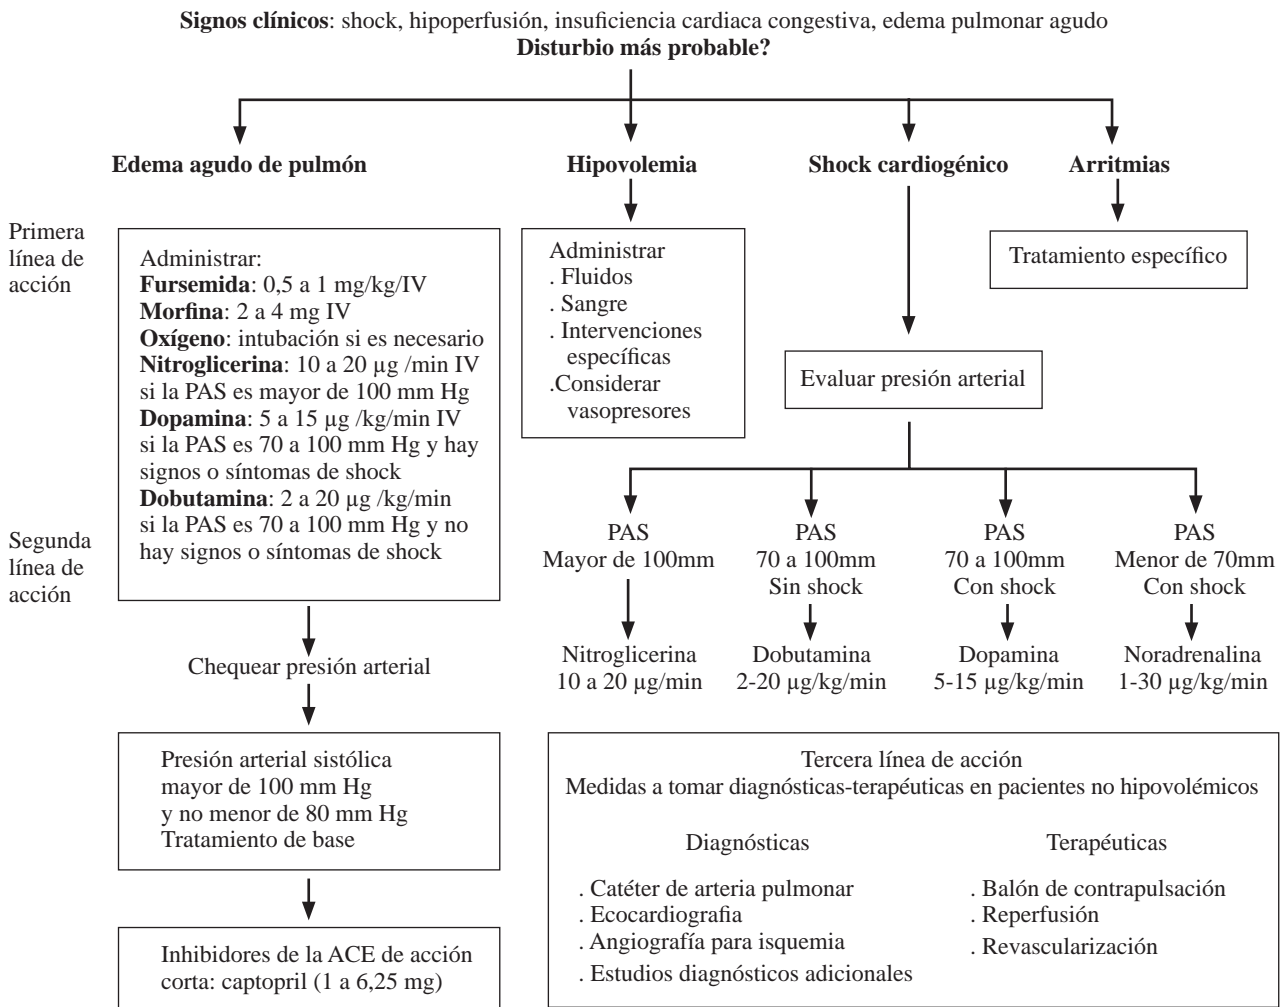 Signos clínicos: shock, hipoperfusión, insuficiencia cardiaca congestiva, edema pulmonar agudo
Disturbio más probable?
Edema agudo de pulmón
Hipovolemia
Shock cardiogénico
Arritmias
Primera
línea de
acción
Administrar:
Fursemida: 0,5 a 1 mg/kg/IV
Morfina: 2 a 4 mg IV
Oxígeno: intubación si es necesario
Nitroglicerina: 10 a 20 µg /min IV
si la PAS es mayor de 100 mm Hg
Dopamina: 5 a 15 µg /kg/min IV
si la PAS es 70 a 100 mm Hg y hay
signos o síntomas de shock
Dobutamina: 2 a 20 µg /kg/min
si la PAS es 70 a 100 mm Hg y no
hay signos o síntomas de shock
Administrar
. Fluidos
. Sangre
. Intervenciones
específicas
.Considerar
vasopresores
Tratamiento específico
Evaluar presión arterial
Segunda
línea de
acción
PAS
Mayor de 100mm
PAS
70 a 100mm
Sin shock
PAS
70 a 100mm
Con shock
PAS
Menor de 70mm
Con shock
Nitroglicerina
10 a 20 µg/min
Dobutamina
2-20 µg/kg/min
Dopamina
5-15 µg/kg/min
Noradrenalina
1-30 µg/kg/min
Chequear presión arterial
Presión arterial sistólica
mayor de 100 mm Hg
y no menor de 80 mm Hg
Tratamiento de base
Inhibidores de la ACE de acción
corta: captopril (1 a 6,25 mg)
Tercera línea de acción
Medidas a tomar diagnósticas-terapéuticas en pacientes no hipovolémicos
Diagnósticas
. Catéter de arteria pulmonar
. Ecocardiografia
. Angiografía para isquemia
. Estudios diagnósticos adicionales
Terapéuticas
. Balón de contrapulsación
. Reperfusión
. Revascularización